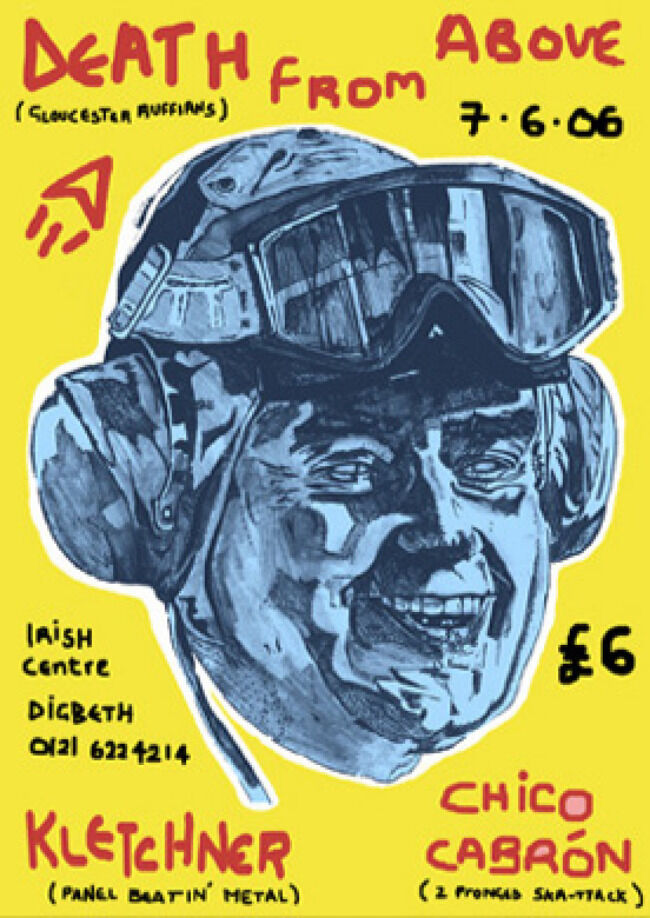 DEATH FROM ABOVE
(GLOUCESTER RUFFIANS)
7·6·06
IRiSH
CENTRE
DiGBETH
0121 6224214
£6
KLETCHNER
(PANEL BEATIN' METAL)
CHiCO
CABRÓN
(2 PRONGED SKA-TTACK)